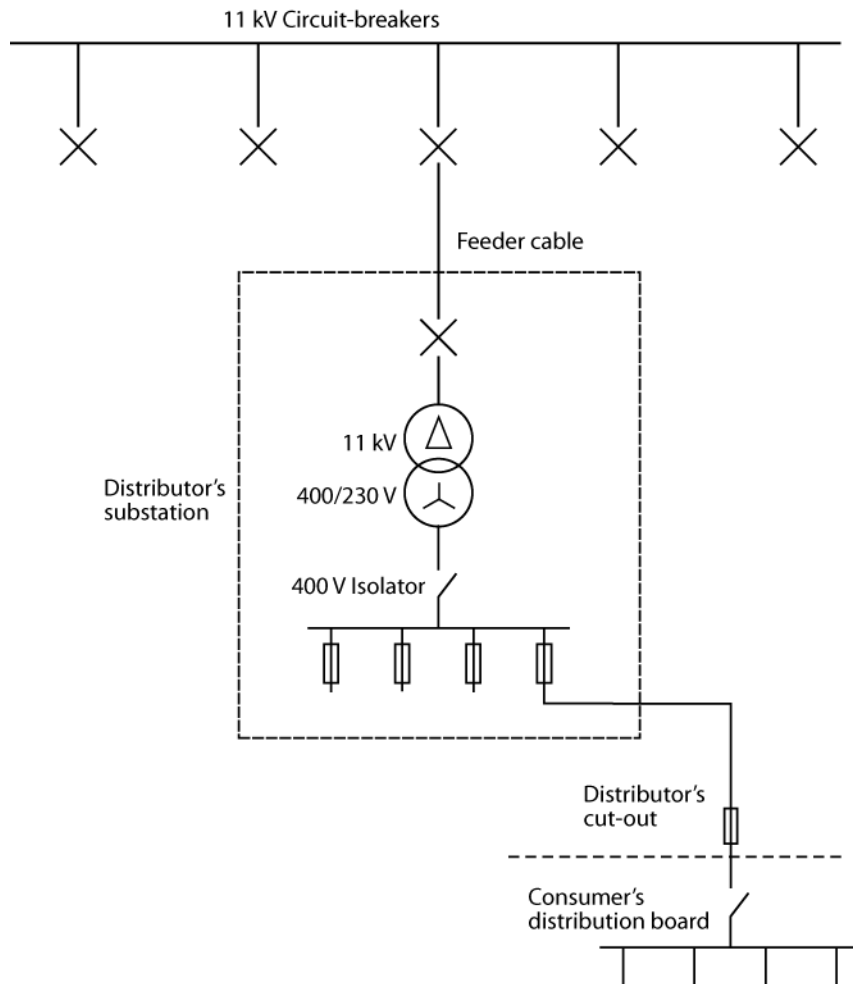 11 kV Circuit-breakers
Feeder cable
11 kV
400/230 V
Distributor’s
substation
400 V Isolator
Distributor’s
cut-out
Consumer’s
distribution board